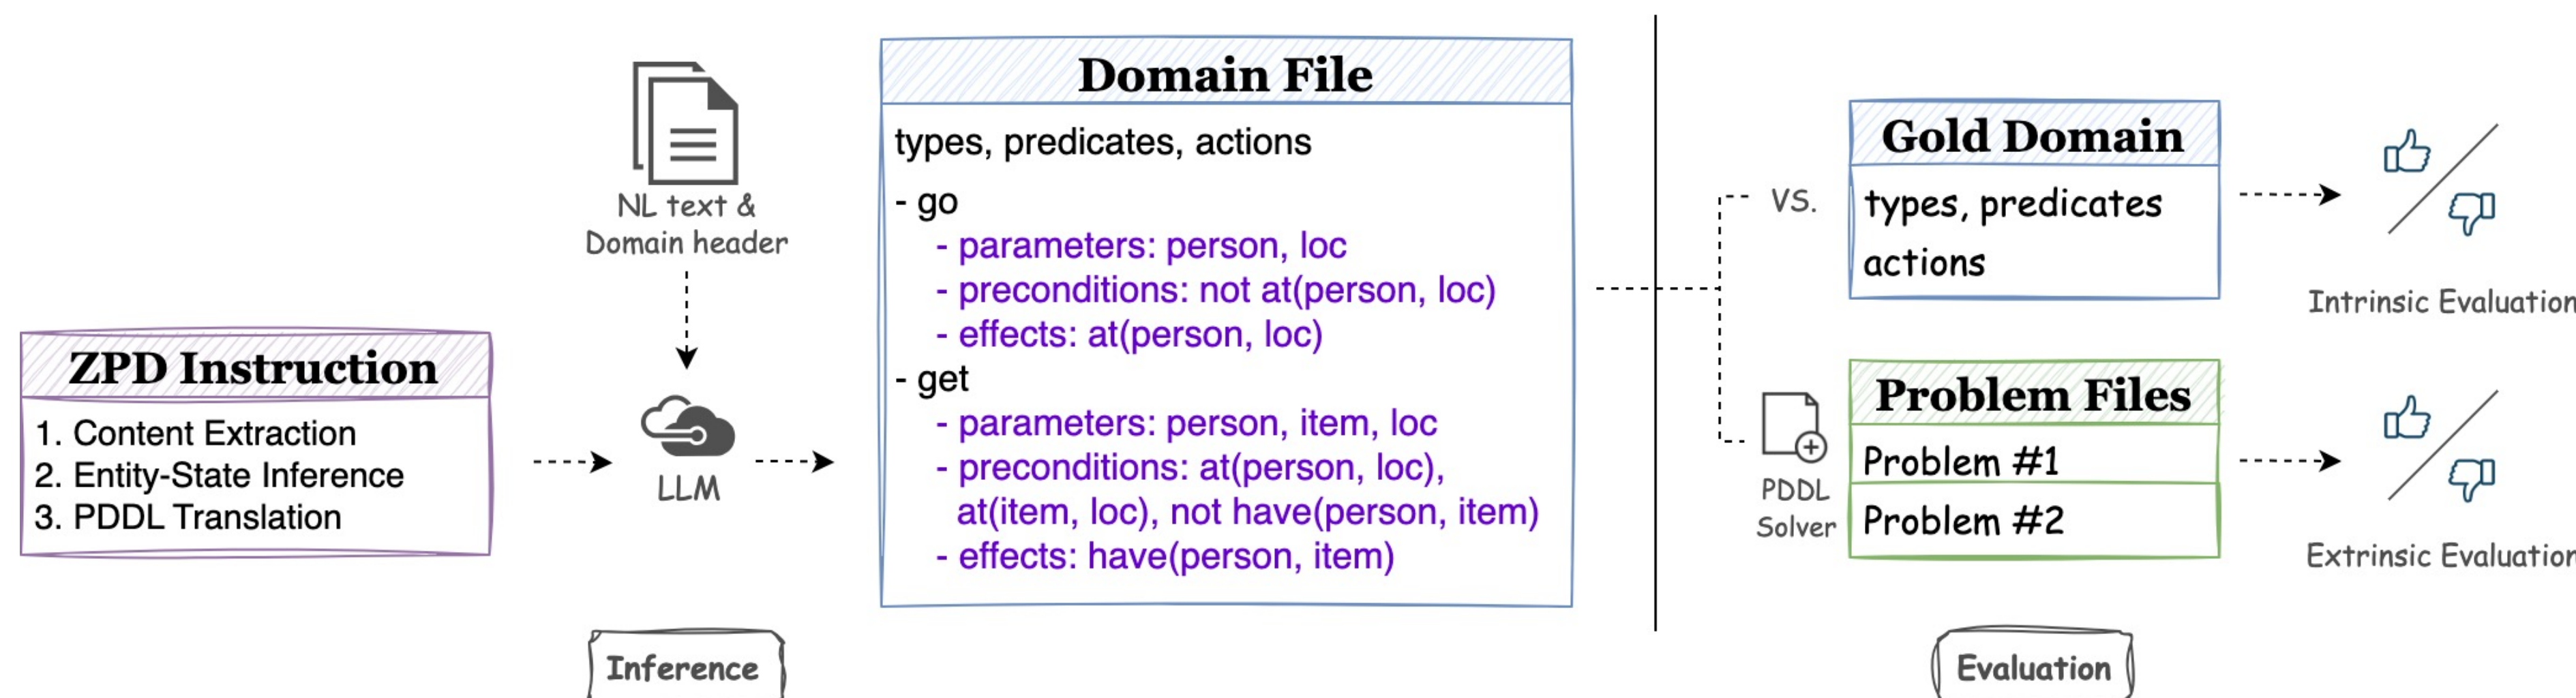 ZPD Instruction
1. Content Extraction
2. Entity-State Inference
3. PDDL Translation
NL text &
Domain header
LLM
Domain File
types, predicates, actions
- go
- parameters: person, loc
- preconditions: not at(person, loc)
- effects: at(person, loc)
- get
- parameters: person, item, loc
- preconditions: at(person, loc),
at(item, loc), not have(person, item)
- effects: have(person, item)
Inference
vs.
Gold Domain
types, predicates
actions
Intrinsic Evaluation
PDDL
Solver
Problem Files
Problem #1
Problem #2
Extrinsic Evaluation
Evaluation